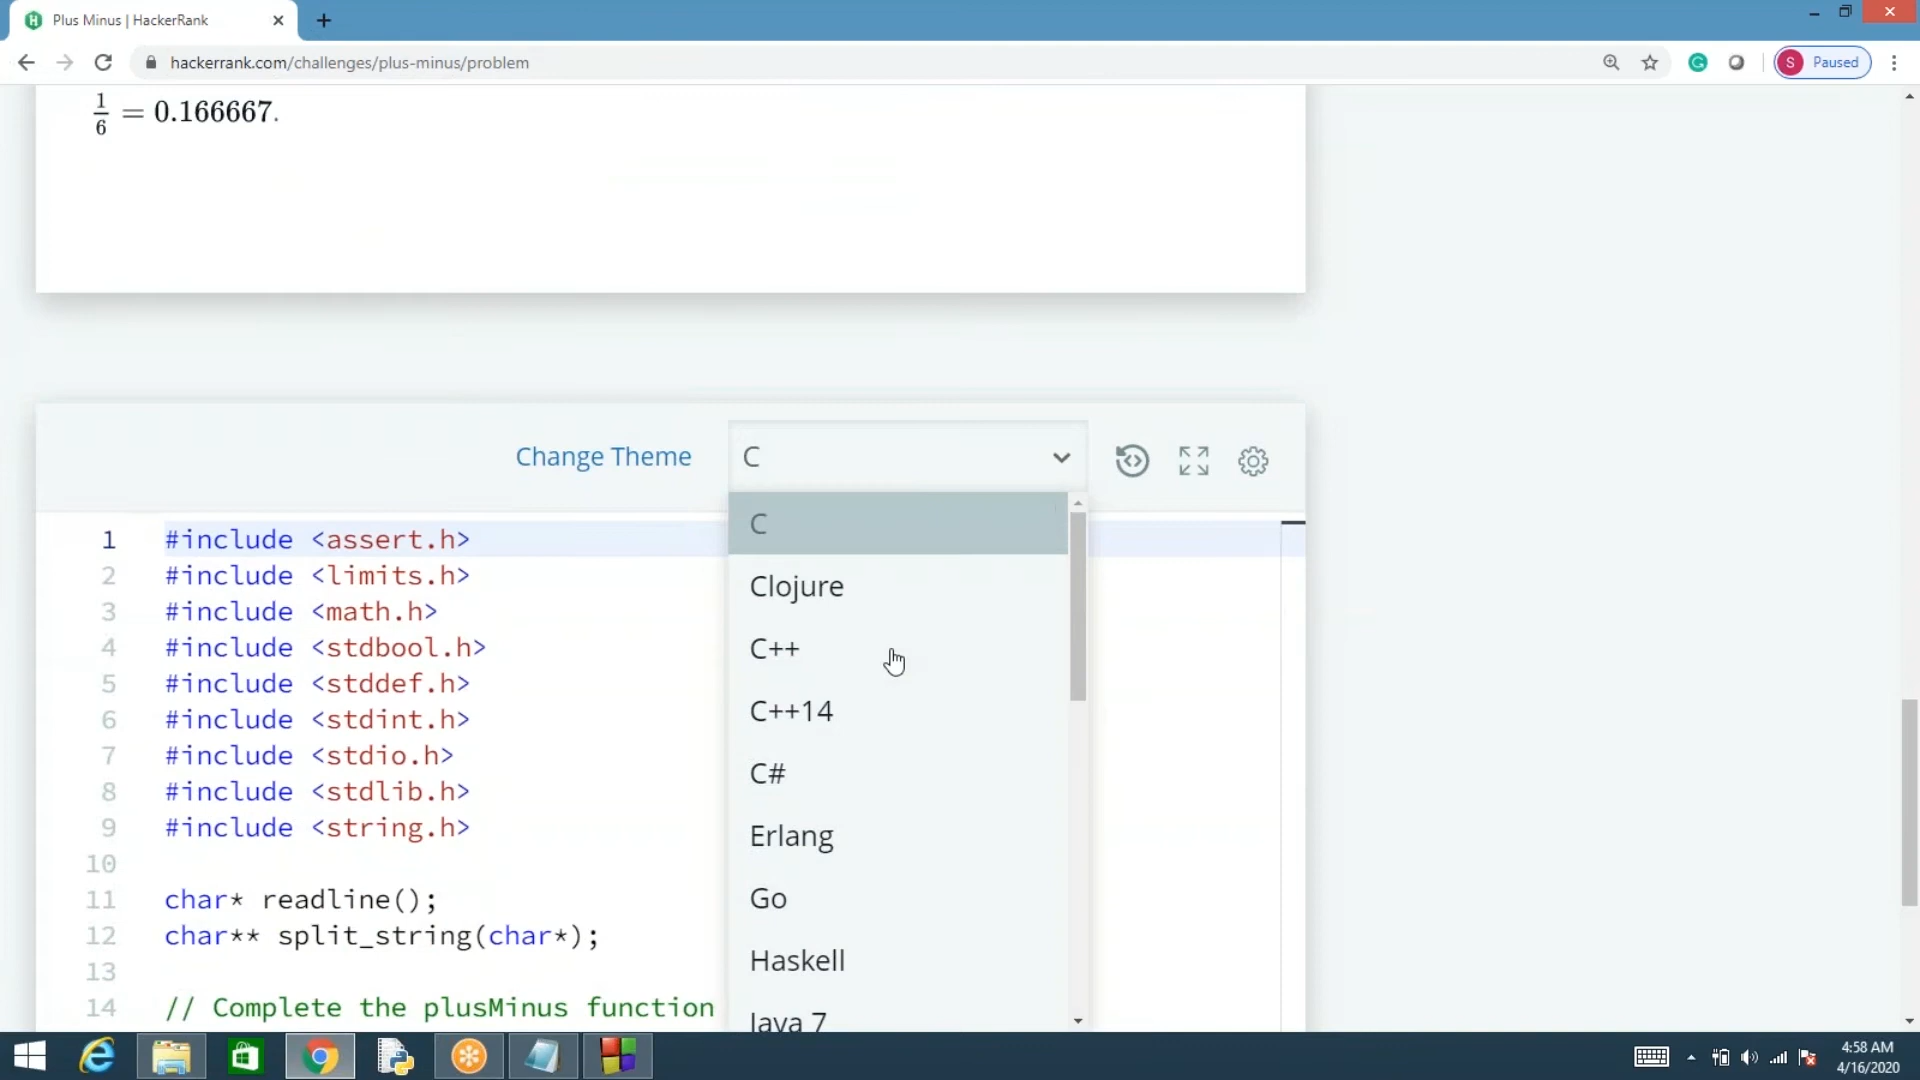 Plus Minus | HackerRank
hackerrank.com/challenges/plus-minus/problem
S Paused
1/6 = 0.166667.
Change Theme
C
C
Clojure
C++
C++14
C#
Erlang
Go
Haskell
Java 7
1 #include <assert.h>
2 #include <limits.h>
3 #include <math.h>
4 #include <stdbool.h>
5 #include <stddef.h>
6 #include <stdint.h>
7 #include <stdio.h>
8 #include <stdlib.h>
9 #include <string.h>
10
11 char* readline();
12 char** split_string(char*);
13
14 // Complete the plusMinus function
4:58 AM
4/16/2020